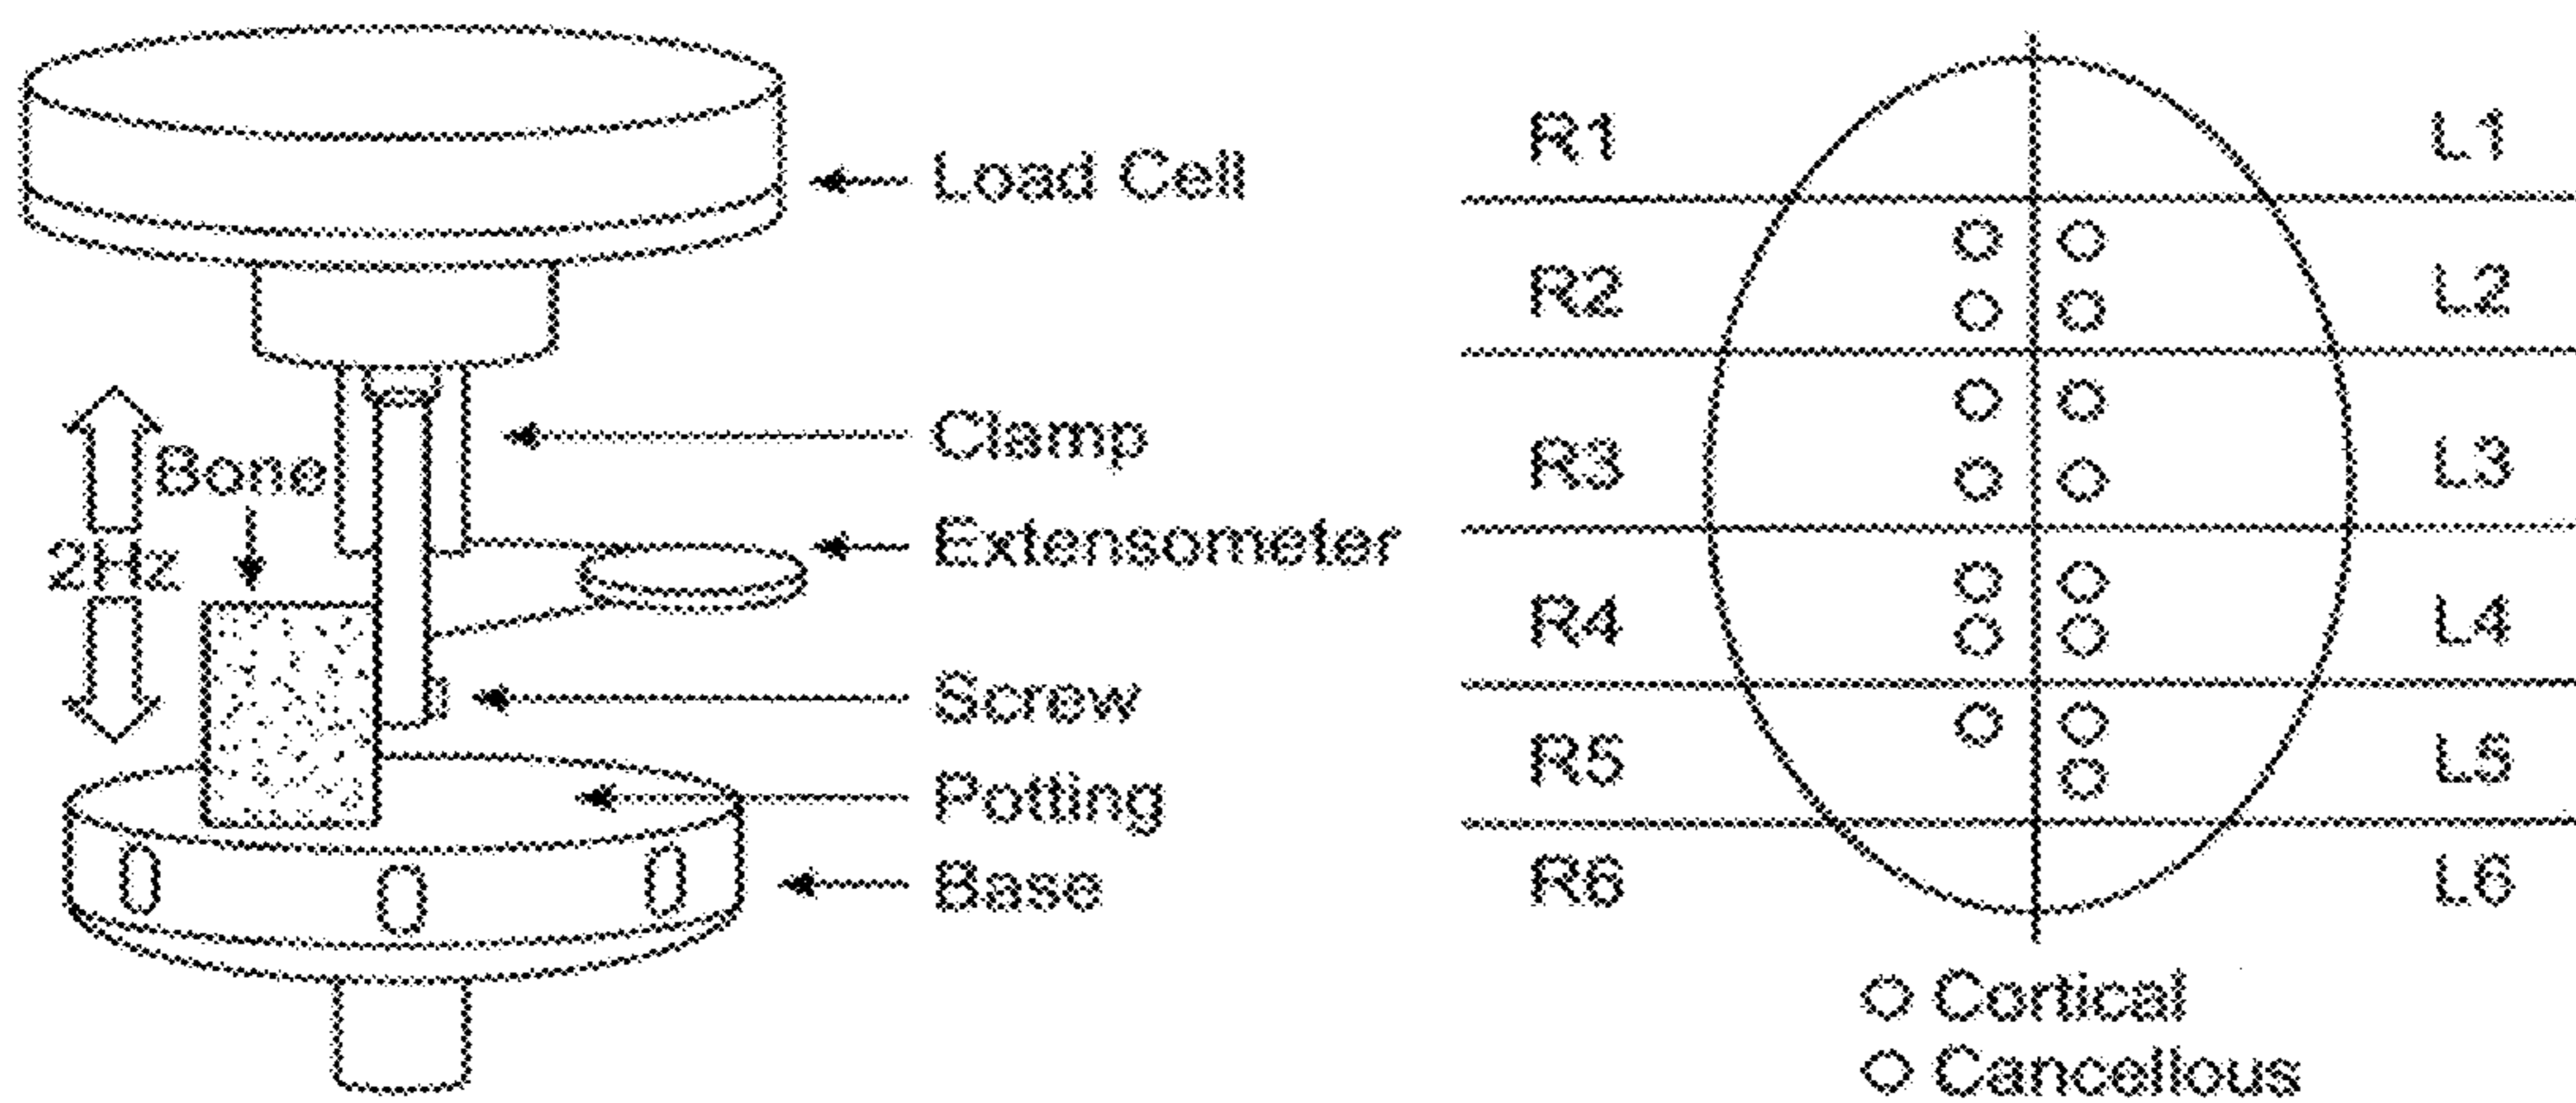 Load Cell
Clamp
Bone
Extensometer
2Hz
Screw
Potting
Base
R1 L1
R2 L2
R3 L3
R4 L4
R5 L5
R6 L6
Cortical
Cancellous